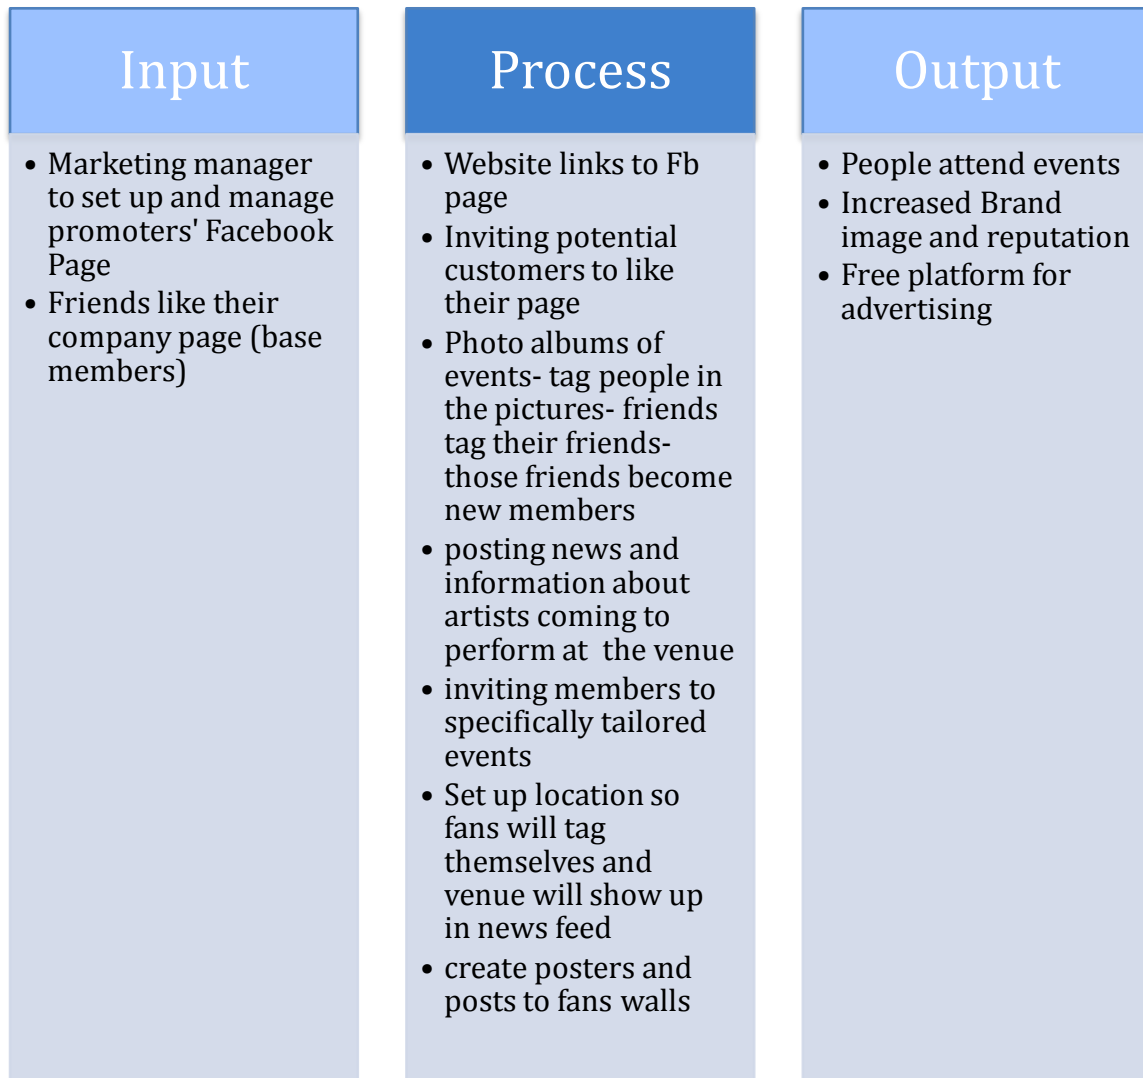 Input
• Marketing manager
to set up and manage
promoters' Facebook
Page
• Friends like their
company page (base
members)
Process
• Website links to Fb
page
• Inviting potential
customers to like
their page
• Photo albums of
events- tag people in
the pictures- friends
tag their friends-
those friends become
new members
• posting news and
information about
artists coming to
perform at  the venue
• inviting members to
specifically tailored
events
• Set up location so
fans will tag
themselves and
venue will show up
in news feed
• create posters and
posts to fans walls
Output
• People attend events
• Increased Brand
image and reputation
• Free platform for
advertising